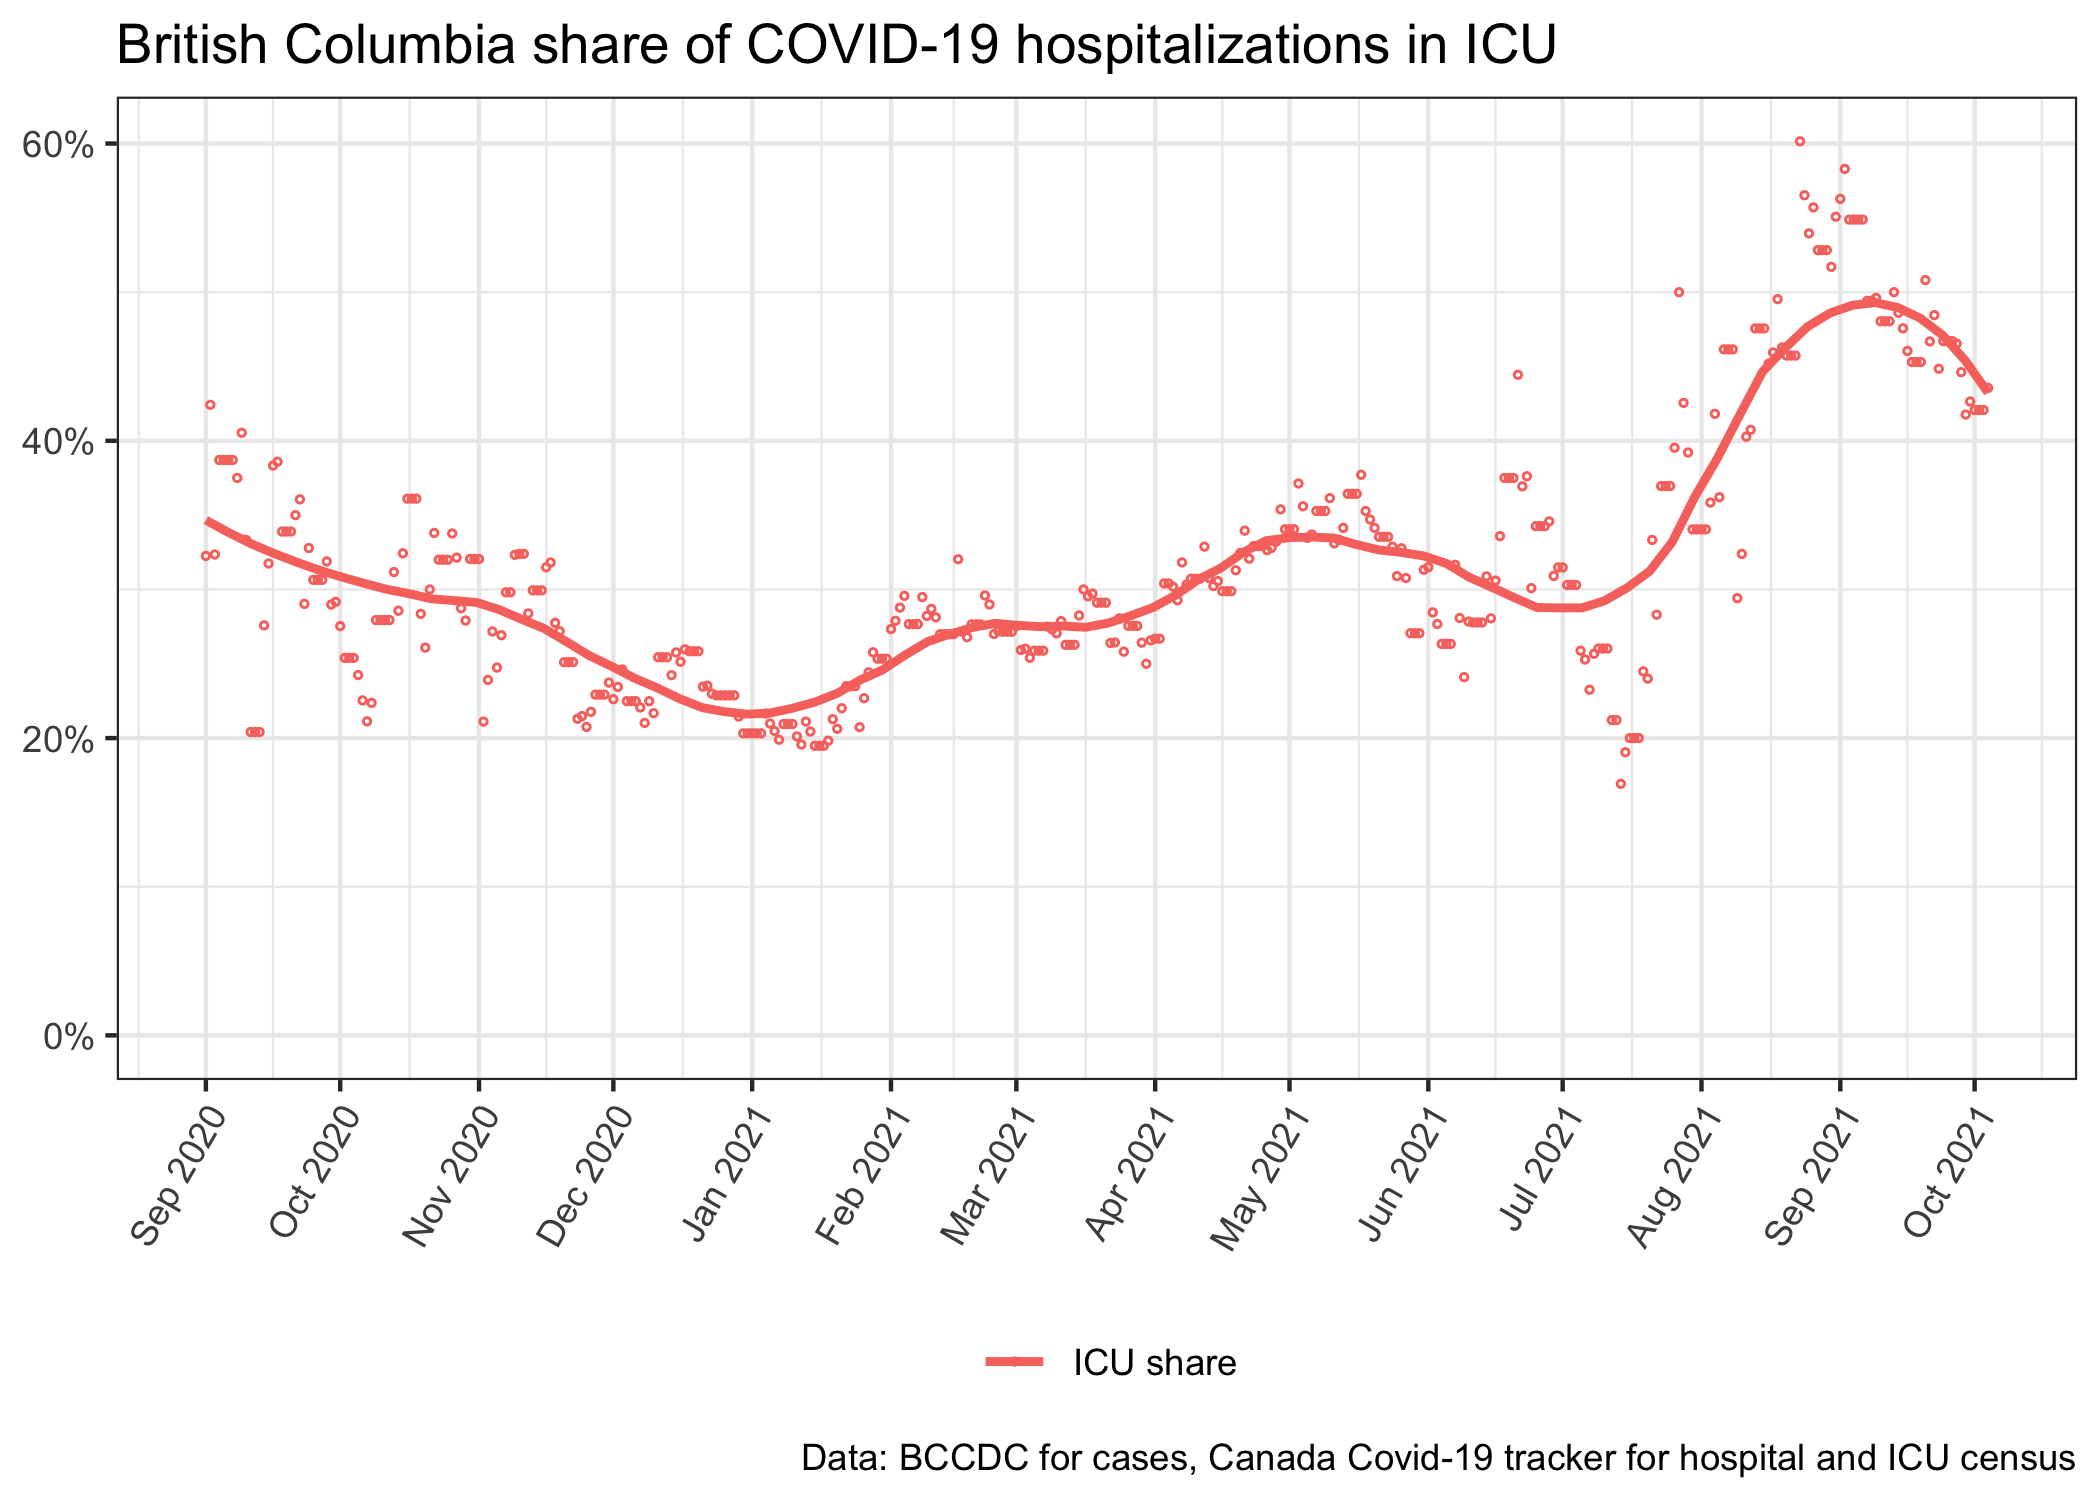 British Columbia share of COVID-19 hospitalizations in ICU
60%
40%
20%
0%
Sep 2020
Oct 2020
Nov 2020
Dec 2020
Jan 2021
Feb 2021
Mar 2021
Apr 2021
May 2021
Jun 2021
Jul 2021
Aug 2021
Sep 2021
Oct 2021
ICU share
Data: BCCDC for cases, Canada Covid-19 tracker for hospital and ICU census